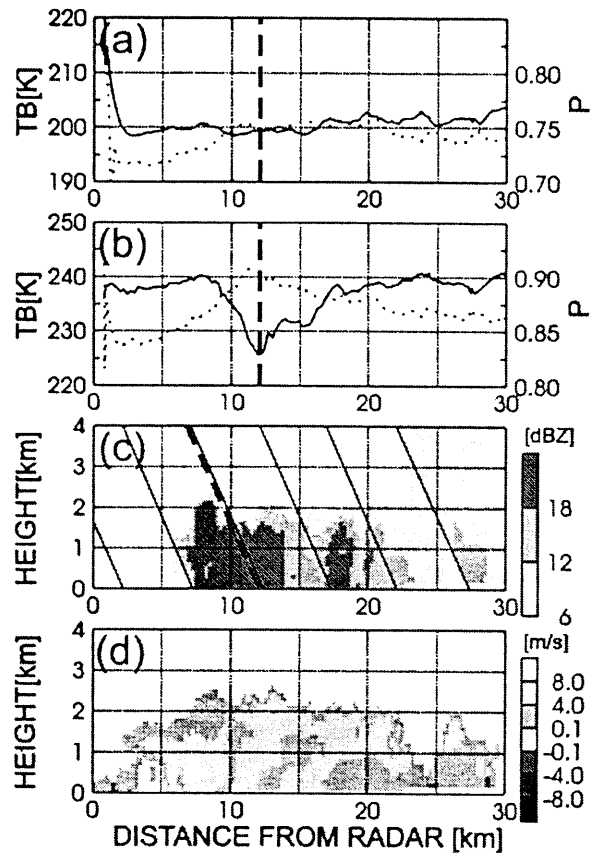 (a)
TB[K]
220
210
200
190
0.80
0.75
0.70
P
0 10 20 30
(b)
TB[K]
250
240
230
220
0.90
0.85
0.80
P
0 10 20 30
(c)
HEIGHT[km]
4
3
2
1
0
[dBZ]
18
12
6
0 10 20 30
(d)
HEIGHT[km]
4
3
2
1
0
[m/s]
8.0
4.0
0.1
-0.1
-4.0
-8.0
0 10 20 30
DISTANCE FROM RADAR [km]